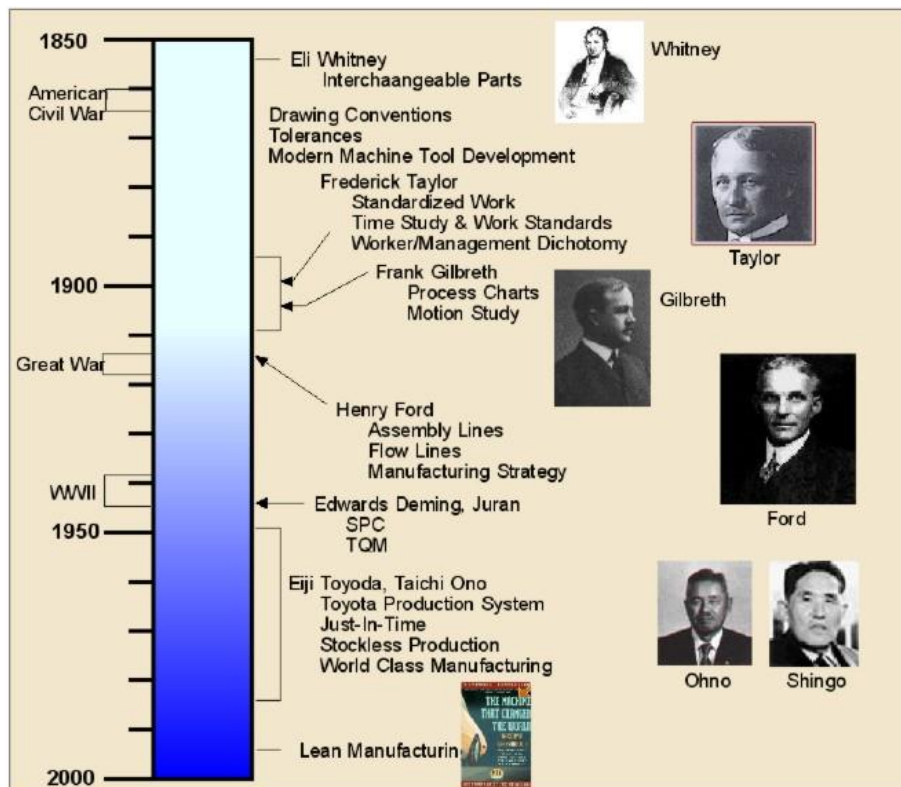 1850
Eli Whitney
Interchaangeable Parts
Whitney
American
Civil War
Drawing Conventions
Tolerances
Modern Machine Tool Development
Frederick Taylor
Standardized Work
Time Study & Work Standards
Worker/Management Dichotomy
Taylor
1900
Frank Gilbreth
Process Charts
Motion Study
Gilbreth
Great War
Henry Ford
Assembly Lines
Flow Lines
Manufacturing Strategy
Ford
WWII
Edwards Deming, Juran
SPC
TQM
1950
Eiji Toyoda, Taichi Ono
Toyota Production System
Just-In-Time
Stockless Production
World Class Manufacturing
Ohno
Shingo
Lean Manufacturing
THE MACHINE
THAT CHANGED
THE WORLD
2000